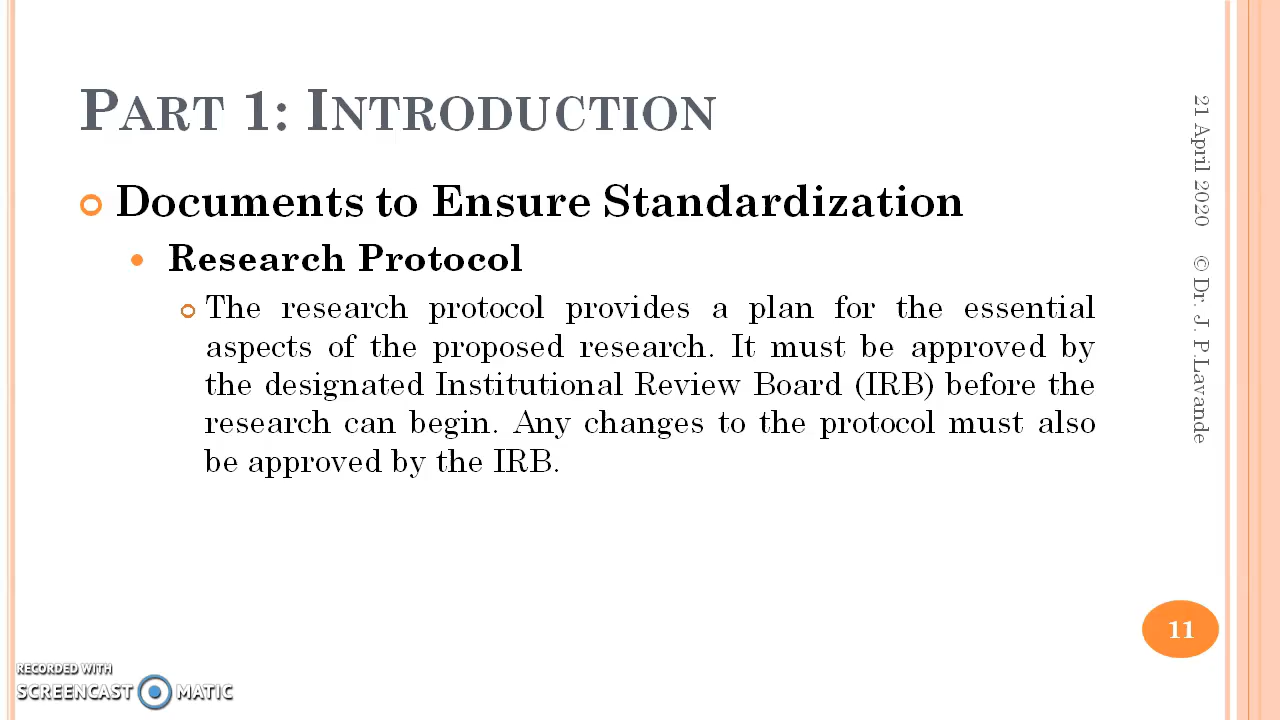 PART 1: INTRODUCTION
Documents to Ensure Standardization
Research Protocol
The research protocol provides a plan for the essential
aspects of the proposed research. It must be approved by
the designated Institutional Review Board (IRB) before the
research can begin. Any changes to the protocol must also
be approved by the IRB.
21 April 2020 © Dr. J. P.Lavande
11
RECORDED WITH
SCREENCAST MATIC